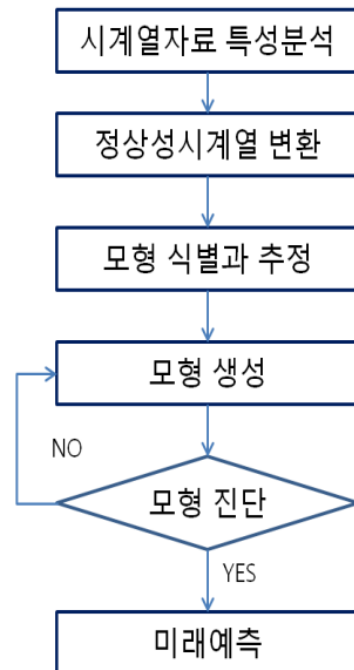 시계열자료 특성분석
정상성시계열 변환
모형 식별과 추정
모형 생성
NO
모형 진단
YES
미래예측